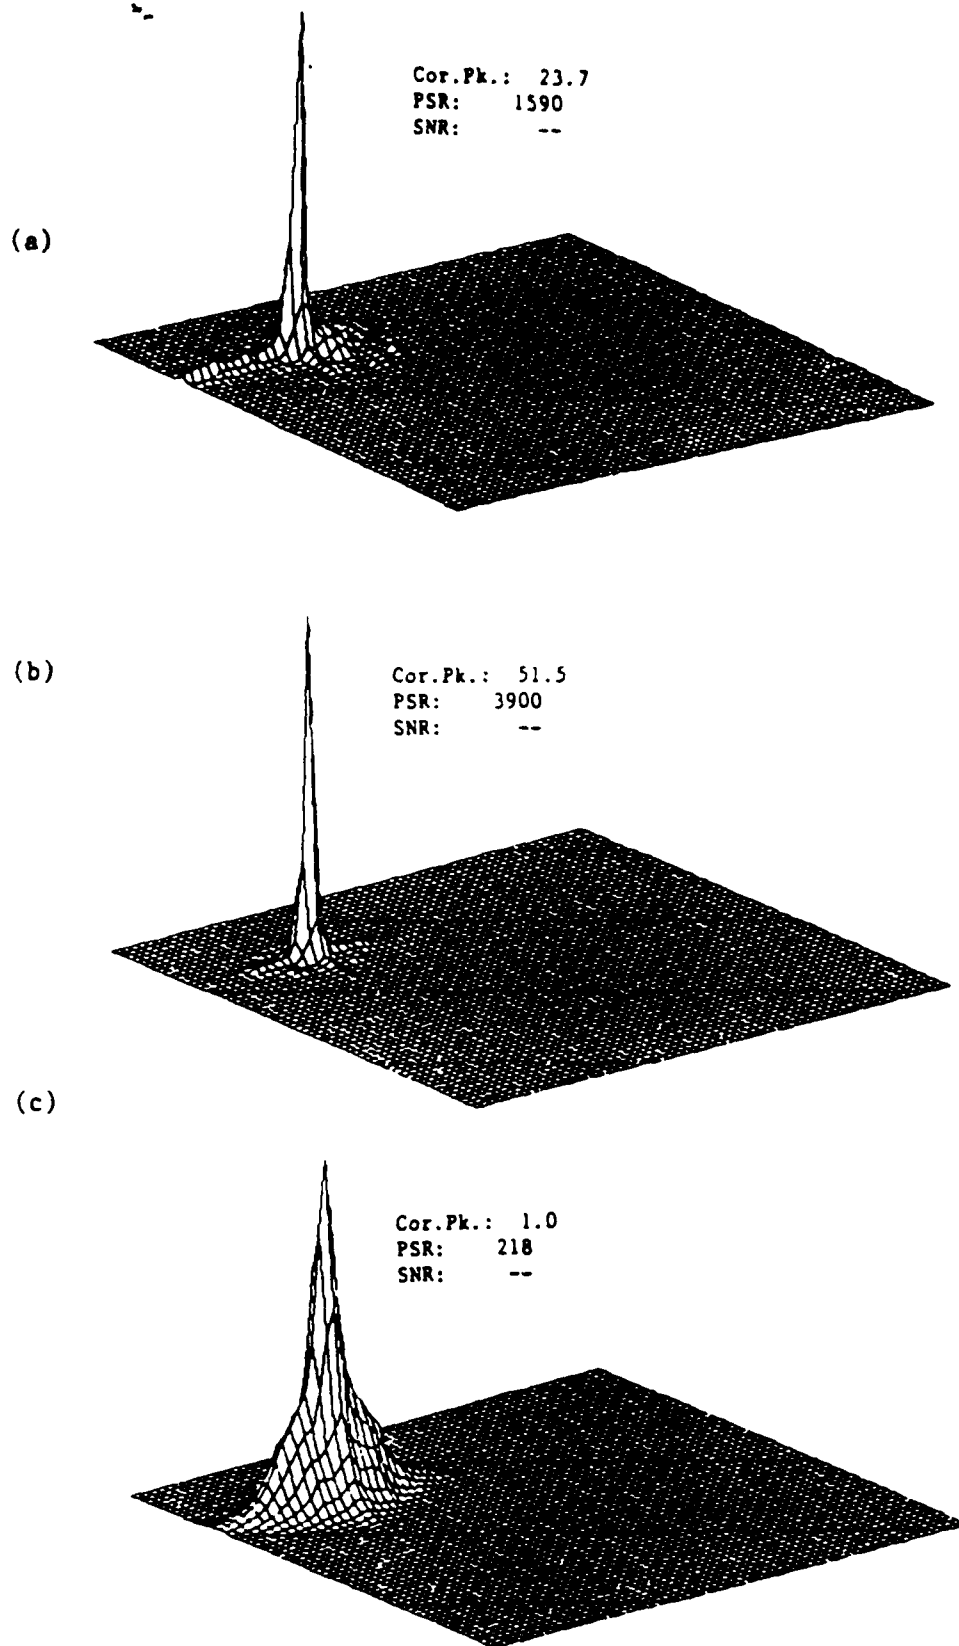 Cor.Pk.: 23.7
PSR: 1590
SNR: --
(a)
(b)
Cor.Pk.: 51.5
PSR: 3900
SNR: --
(c)
Cor.Pk.: 1.0
PSR: 218
SNR: --